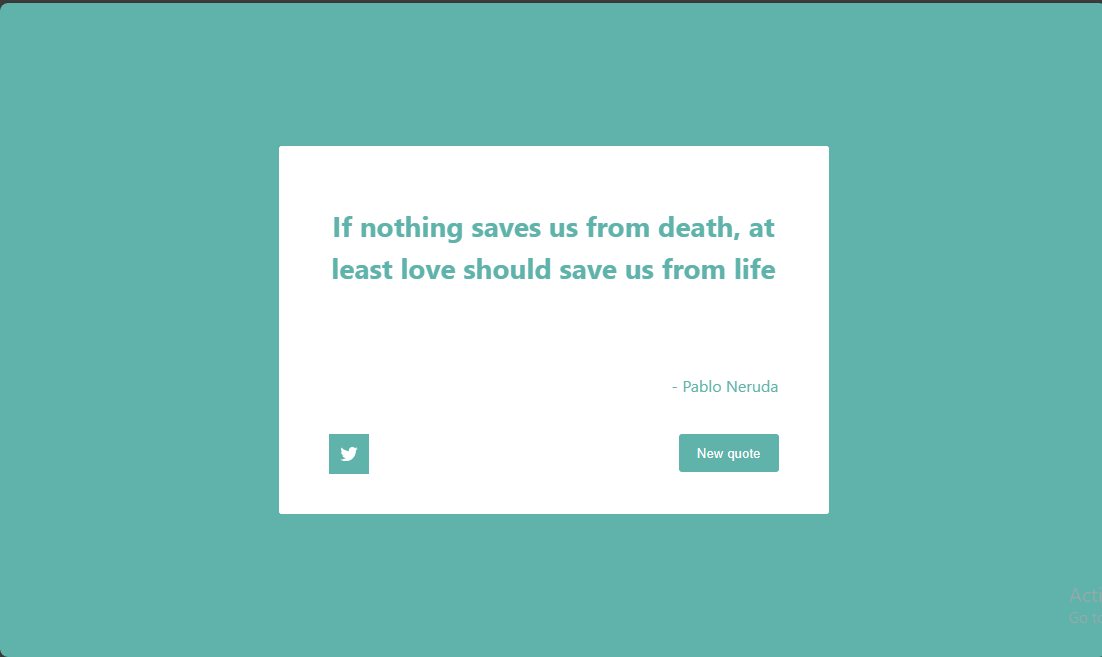 If nothing saves us from death, at
least love should save us from life
- Pablo Neruda
New quote
Go to